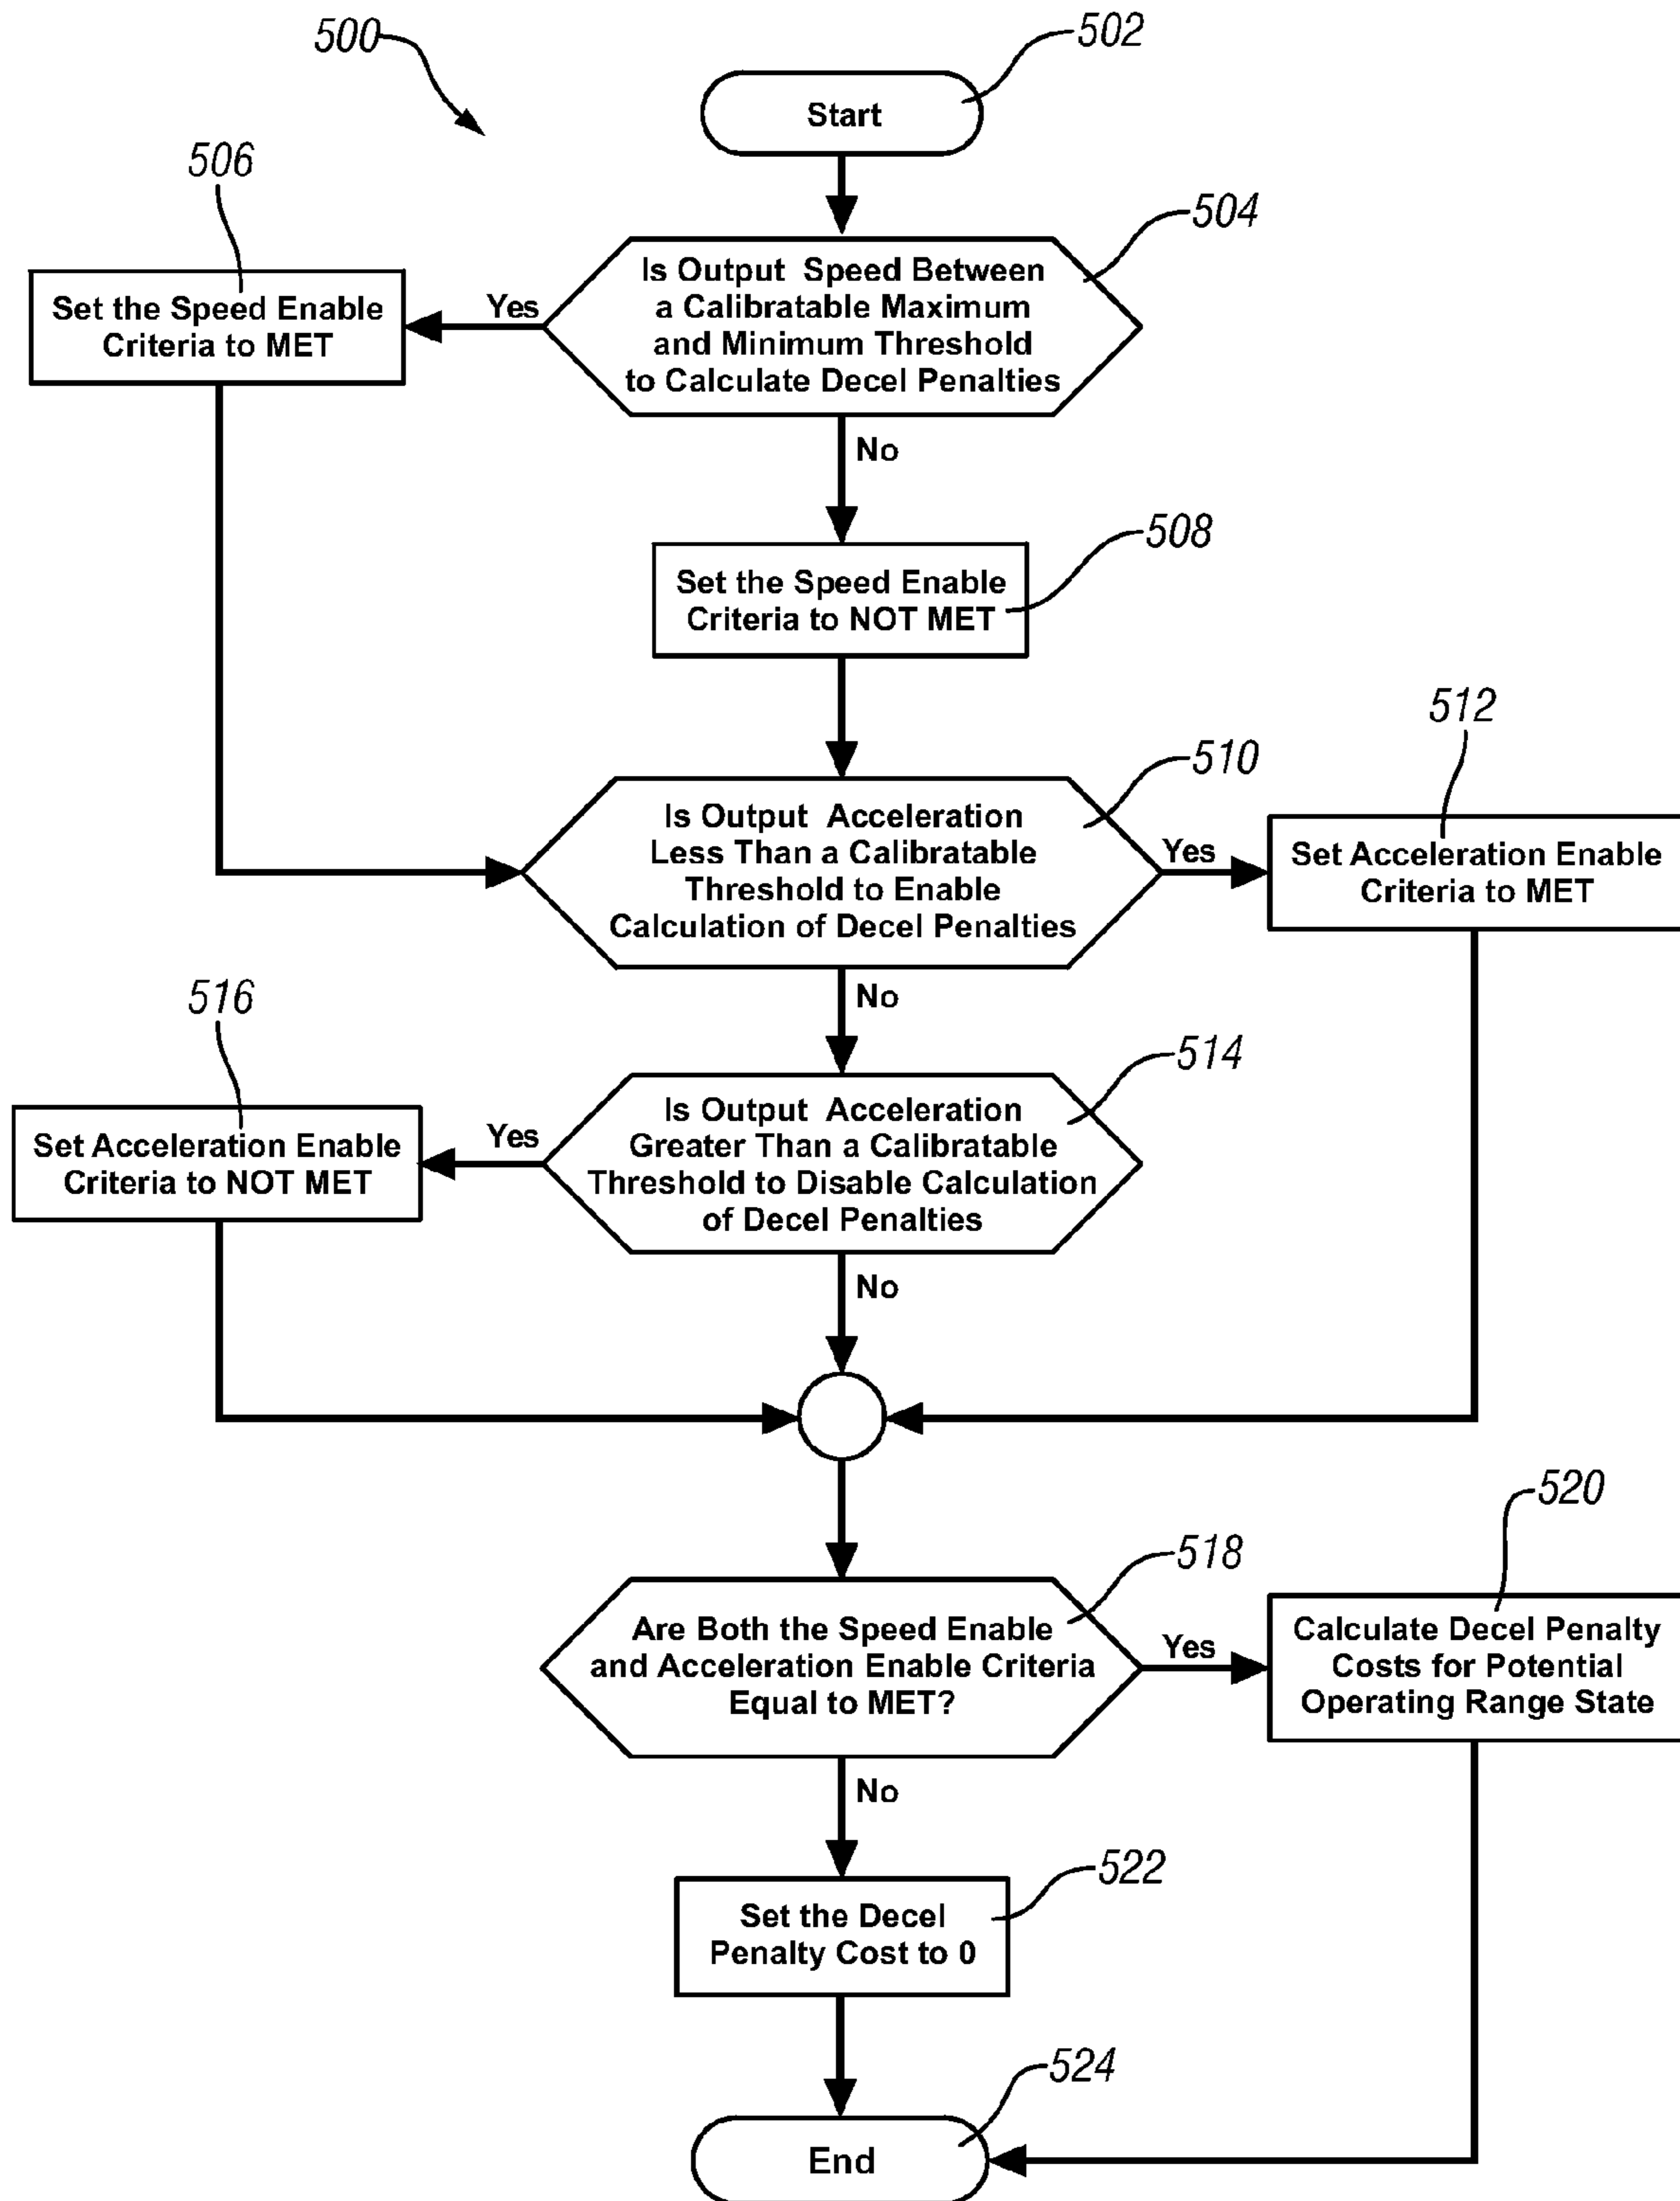 500
502
Start
506
504
Set the Speed Enable
Criteria to MET
Yes
Is Output Speed Between
a Calibratable Maximum
and Minimum Threshold
to Calculate Decel Penalties
No
508
Set the Speed Enable
Criteria to NOT MET
512
510
Is Output Acceleration
Less Than a Calibratable
Threshold to Enable
Calculation of Decel Penalties
Yes
Set Acceleration Enable
Criteria to MET
No
516
514
Set Acceleration Enable
Criteria to NOT MET
Yes
Is Output Acceleration
Greater Than a Calibratable
Threshold to Disable Calculation
of Decel Penalties
No
520
518
Are Both the Speed Enable
and Acceleration Enable Criteria
Equal to MET?
Yes
Calculate Decel Penalty
Costs for Potential
Operating Range State
No
522
Set the Decel
Penalty Cost to 0
524
End